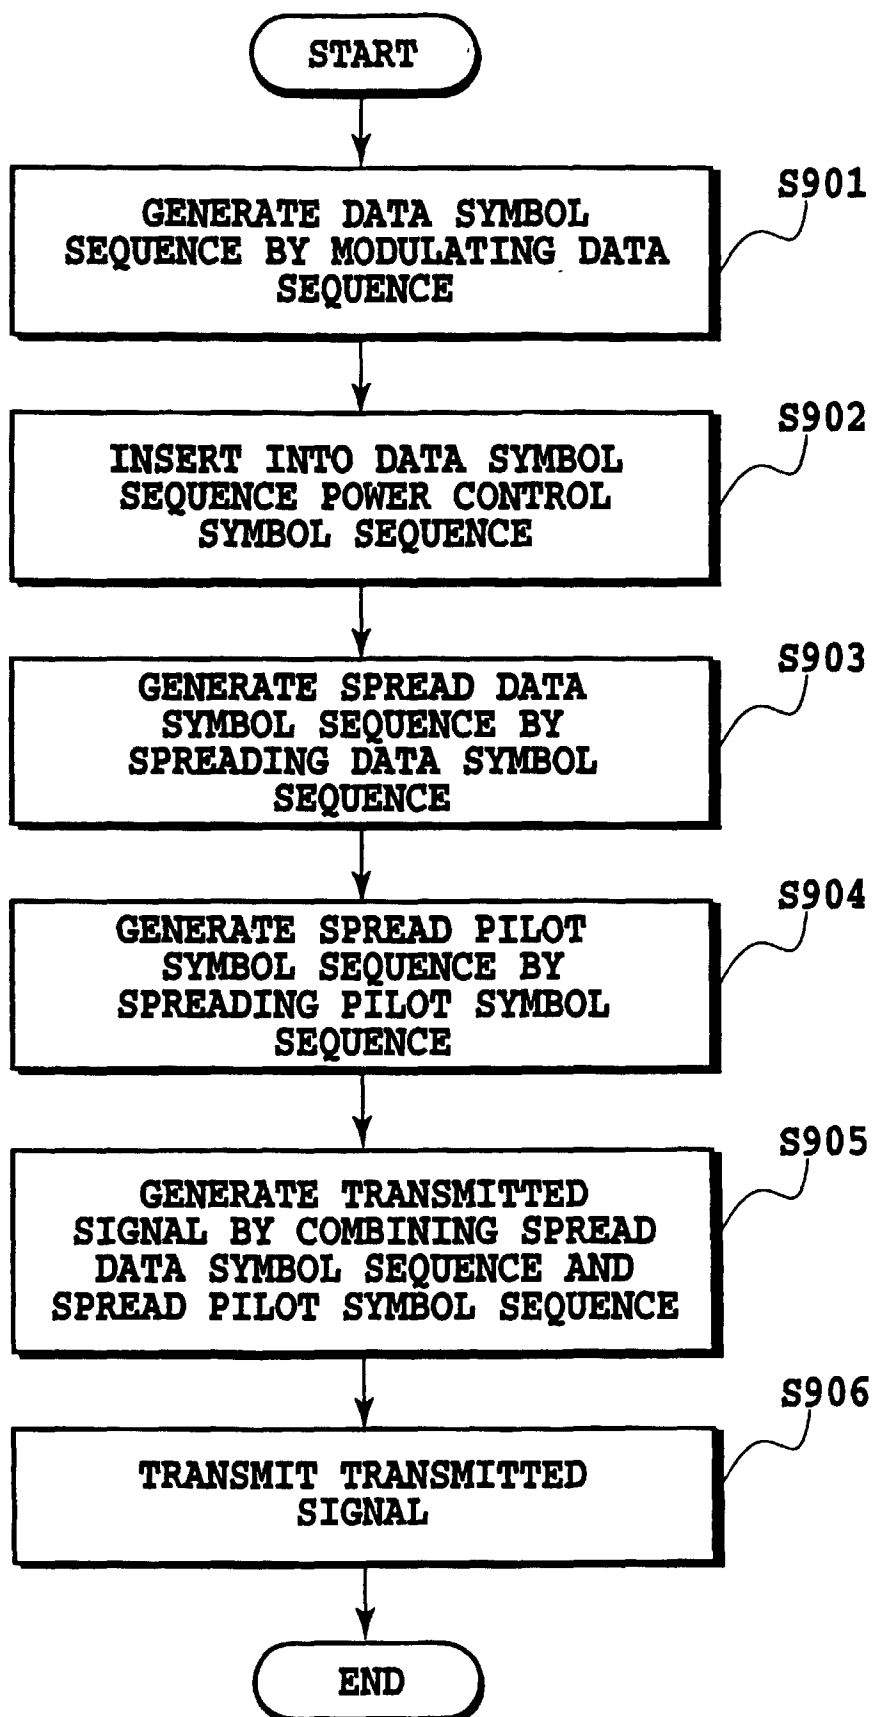 START
S901
GENERATE DATA SYMBOL
SEQUENCE BY MODULATING DATA
SEQUENCE
S902
INSERT INTO DATA SYMBOL
SEQUENCE POWER CONTROL
SYMBOL SEQUENCE
S903
GENERATE SPREAD DATA
SYMBOL SEQUENCE BY
SPREADING DATA SYMBOL
SEQUENCE
S904
GENERATE SPREAD PILOT
SYMBOL SEQUENCE BY
SPREADING PILOT SYMBOL
SEQUENCE
S905
GENERATE TRANSMITTED
SIGNAL BY COMBINING SPREAD
DATA SYMBOL SEQUENCE AND
SPREAD PILOT SYMBOL SEQUENCE
S906
TRANSMIT TRANSMITTED
SIGNAL
END